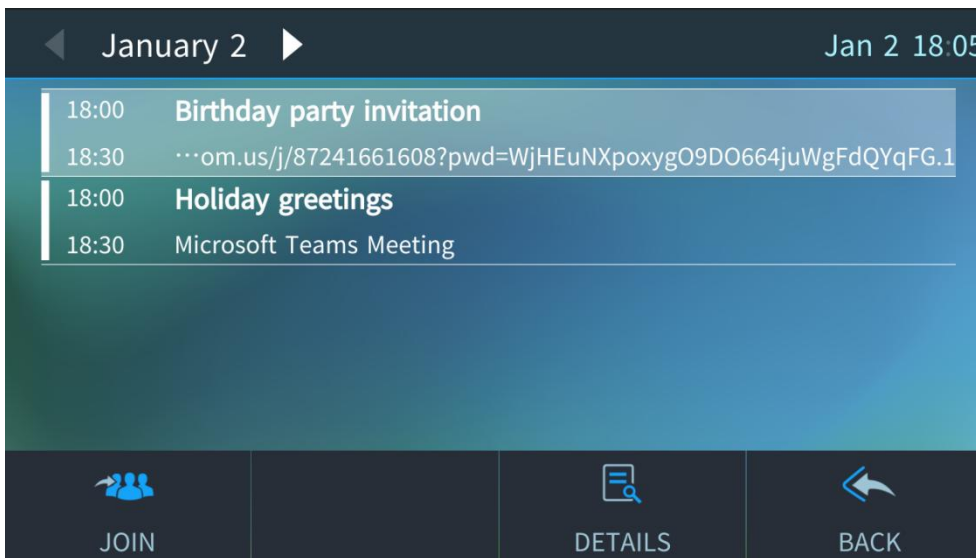 January 2
Jan 2 18:05
18:00 Birthday party invitation
18:30 ···om.us/j/87241661608?pwd=WjHEuNXpoxygO9DO664juWgFdQYqFG.1
18:00 Holiday greetings
18:30 Microsoft Teams Meeting
JOIN
DETAILS
BACK